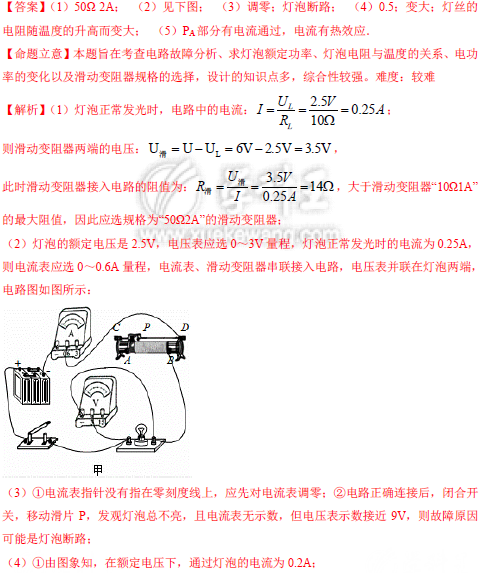 【答案】（1）50Ω 2A； （2）见下图； （3）调零；灯泡断路； （4）0.5；变大；灯丝的
电阻随温度的升高而变大； （5）PA部分有电流通过，电流有热效应．
【命题立意】本题旨在考查电路故障分析、求灯泡额定功率、灯泡电阻与温度的关系、电功
率的变化以及滑动变阻器规格的选择，设计的知识点多，综合性较强。难度：较难
【解析】（1）灯泡正常发光时，电路中的电流：I=U_L/R_L=2.5V/10Ω=0.25A；
则滑动变阻器两端的电压：U滑=U－U_L=6V－2.5V=3.5V，
此时滑动变阻器接入电路的阻值为：R滑=U滑/I=3.5V/0.25A=14Ω，大于滑动变阻器“10Ω1A”
的最大阻值，因此应选规格为“50Ω2A”的滑动变阻器；
（2）灯泡的额定电压是 2.5V，电压表应选 0～3V 量程，灯泡正常发光时的电流为 0.25A，
则电流表应选 0～0.6A 量程，电流表、滑动变阻器串联接入电路，电压表并联在灯泡两端，
电路图如图所示：
C P D
A
A B
+ -
V
甲
（3）①电流表指针没有指在零刻度线上，应先对电流表调零；②电路正确连接后，闭合开
关，移动滑片 P，发观灯泡总不亮，且电流表无示数，但电压表示数接近 9V，则故障原因
可能是灯泡断路；
（4）①由图象知，在额定电压下，通过灯泡的电流为 0.2A；